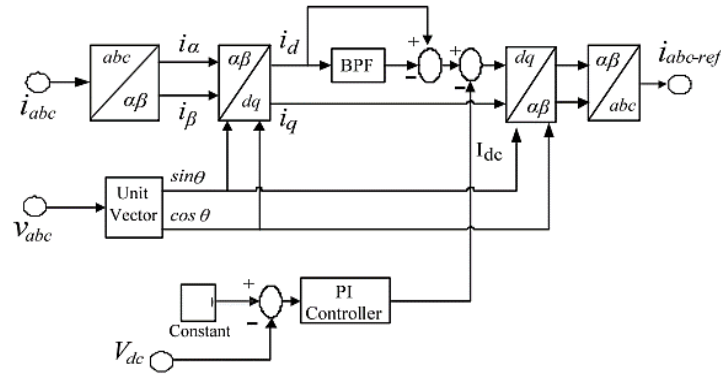 abc
αβ
iα
iβ
αβ
dq
id
iq
BPF
+
−
+
−
dq
αβ
αβ
abc
iabc-ref
iabc
Idc
Unit
Vector
sinθ
cos θ
vabc
Constant
+
−
PI
Controller
Vdc